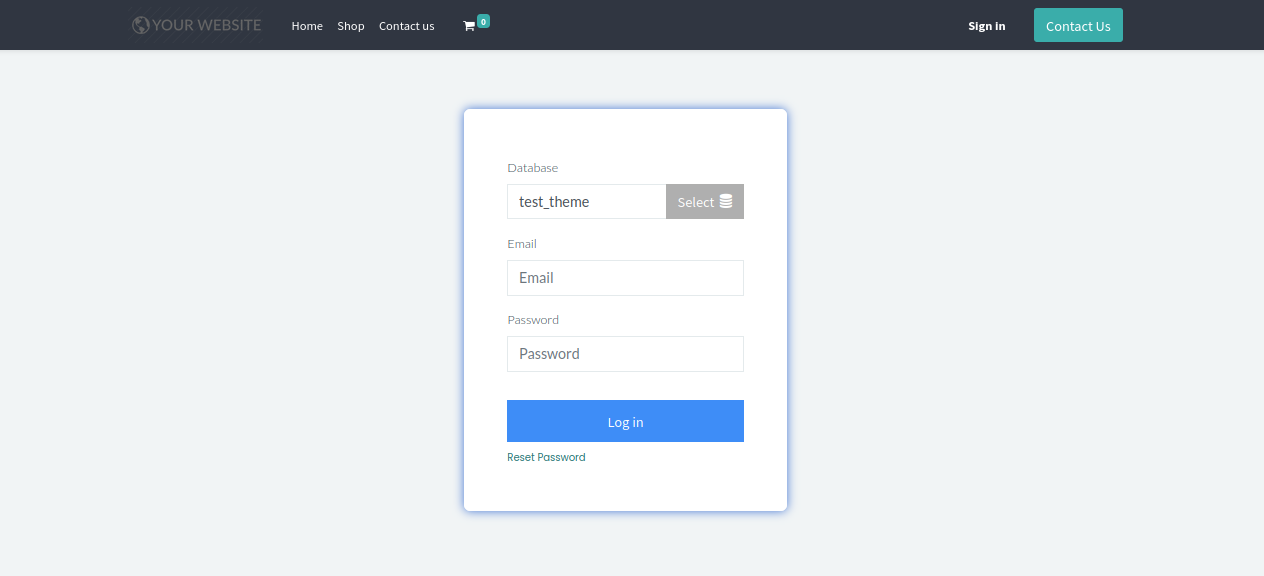 YOUR WEBSITE Home Shop Contact us 0 Sign in Contact Us
Database
test_theme Select
Email
Email
Password
Password
Log in
Reset Password